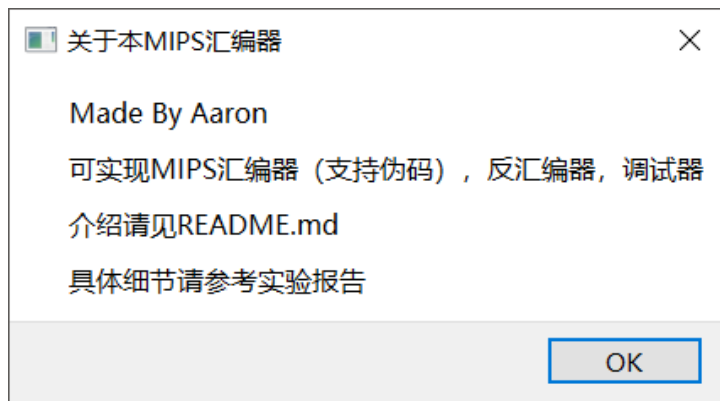 关于本MIPS汇编器
Made By Aaron
可实现MIPS汇编器（支持伪码），反汇编器，调试器
介绍请见README.md
具体细节请参考实验报告
OK